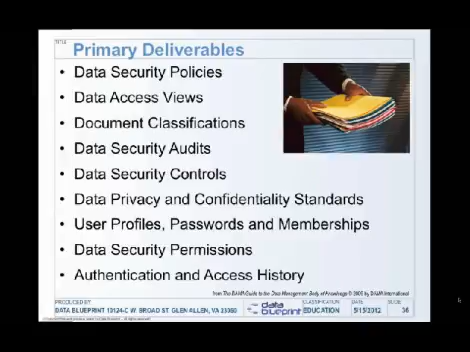 TITLE
Primary Deliverables
• Data Security Policies
• Data Access Views
• Document Classifications
• Data Security Audits
• Data Security Controls
• Data Privacy and Confidentiality Standards
• User Profiles, Passwords and Memberships
• Data Security Permissions
• Authentication and Access History
from The DAMA Guide to the Data Management Body of Knowledge © 2009 by DAMA International
PRODUCED BY
DATA BLUEPRINT 10124-C W. BROAD ST GLEN ALLEN, VA 23060
data
blueprint
CLASSIFICATION
EDUCATION
DATE
5/15/2012
SLIDE
36